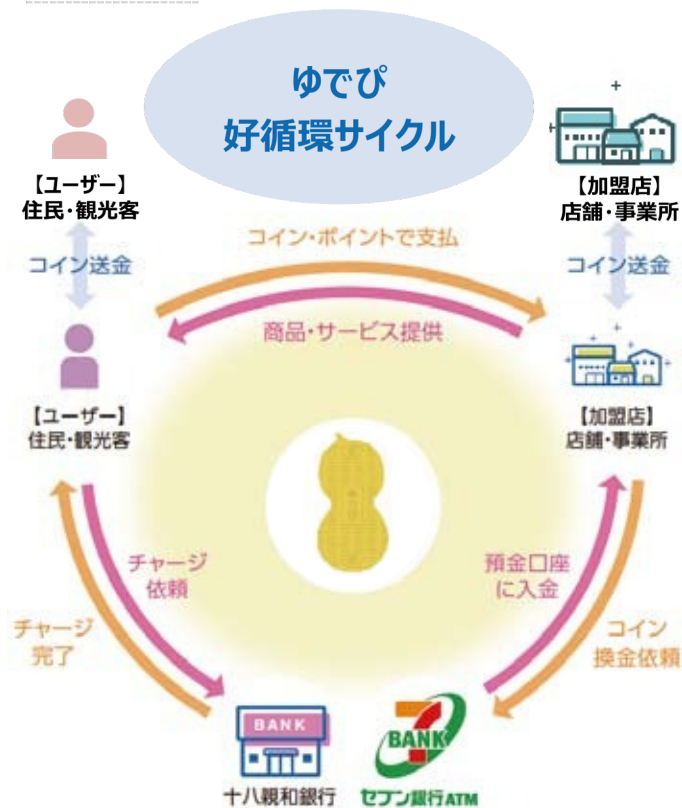 ゆでぴ
好循環サイクル
【ユーザー】
住民・観光客
【加盟店】
店舗・事業所
コイン・ポイントで支払
コイン送金
コイン送金
商品・サービス提供
【ユーザー】
住民・観光客
【加盟店】
店舗・事業所
チャージ
依頼
預金口座
に入金
チャージ
完了
コイン
換金依頼
BANK
7
BANK
十八親和銀行
セブン銀行ATM